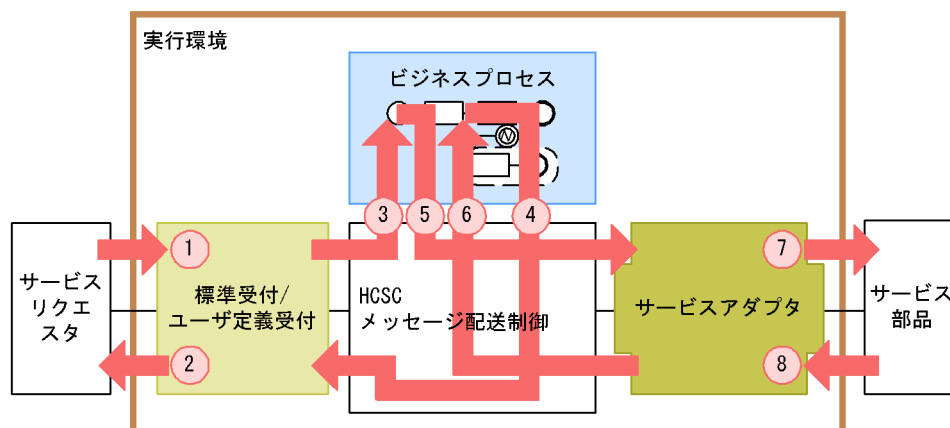 実行環境
ビジネスプロセス
3
5
6
4
1
7
サービス
リクエ
スタ
標準受付/
ユーザ定義受付
HCSC
メッセージ配送制御
サービスアダプタ
サービス
部品
2
8